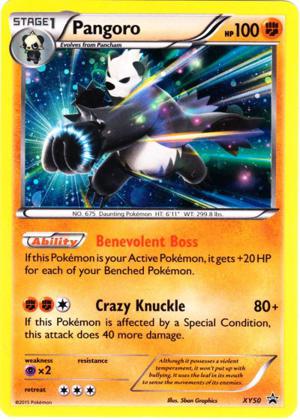 STAGE1
Pangoro
HP100
Evolves from Pancham
NO. 675 Daunting Pokémon HT: 6'11" WT: 299.8 lbs.
Ability Benevolent Boss
If this Pokémon is your Active Pokémon, it gets +20 HP
for each of your Benched Pokémon.
Crazy Knuckle 80+
If this Pokémon is affected by a Special Condition,
this attack does 40 more damage.
weakness
×2
resistance
retreat
Although it possesses a violent
temperament, it won't put up with
bullying. It uses the leaf in its mouth
to sense the movements of its enemies.
©2015 Pokémon
Illus. 5ban Graphics
XY50
PROMO